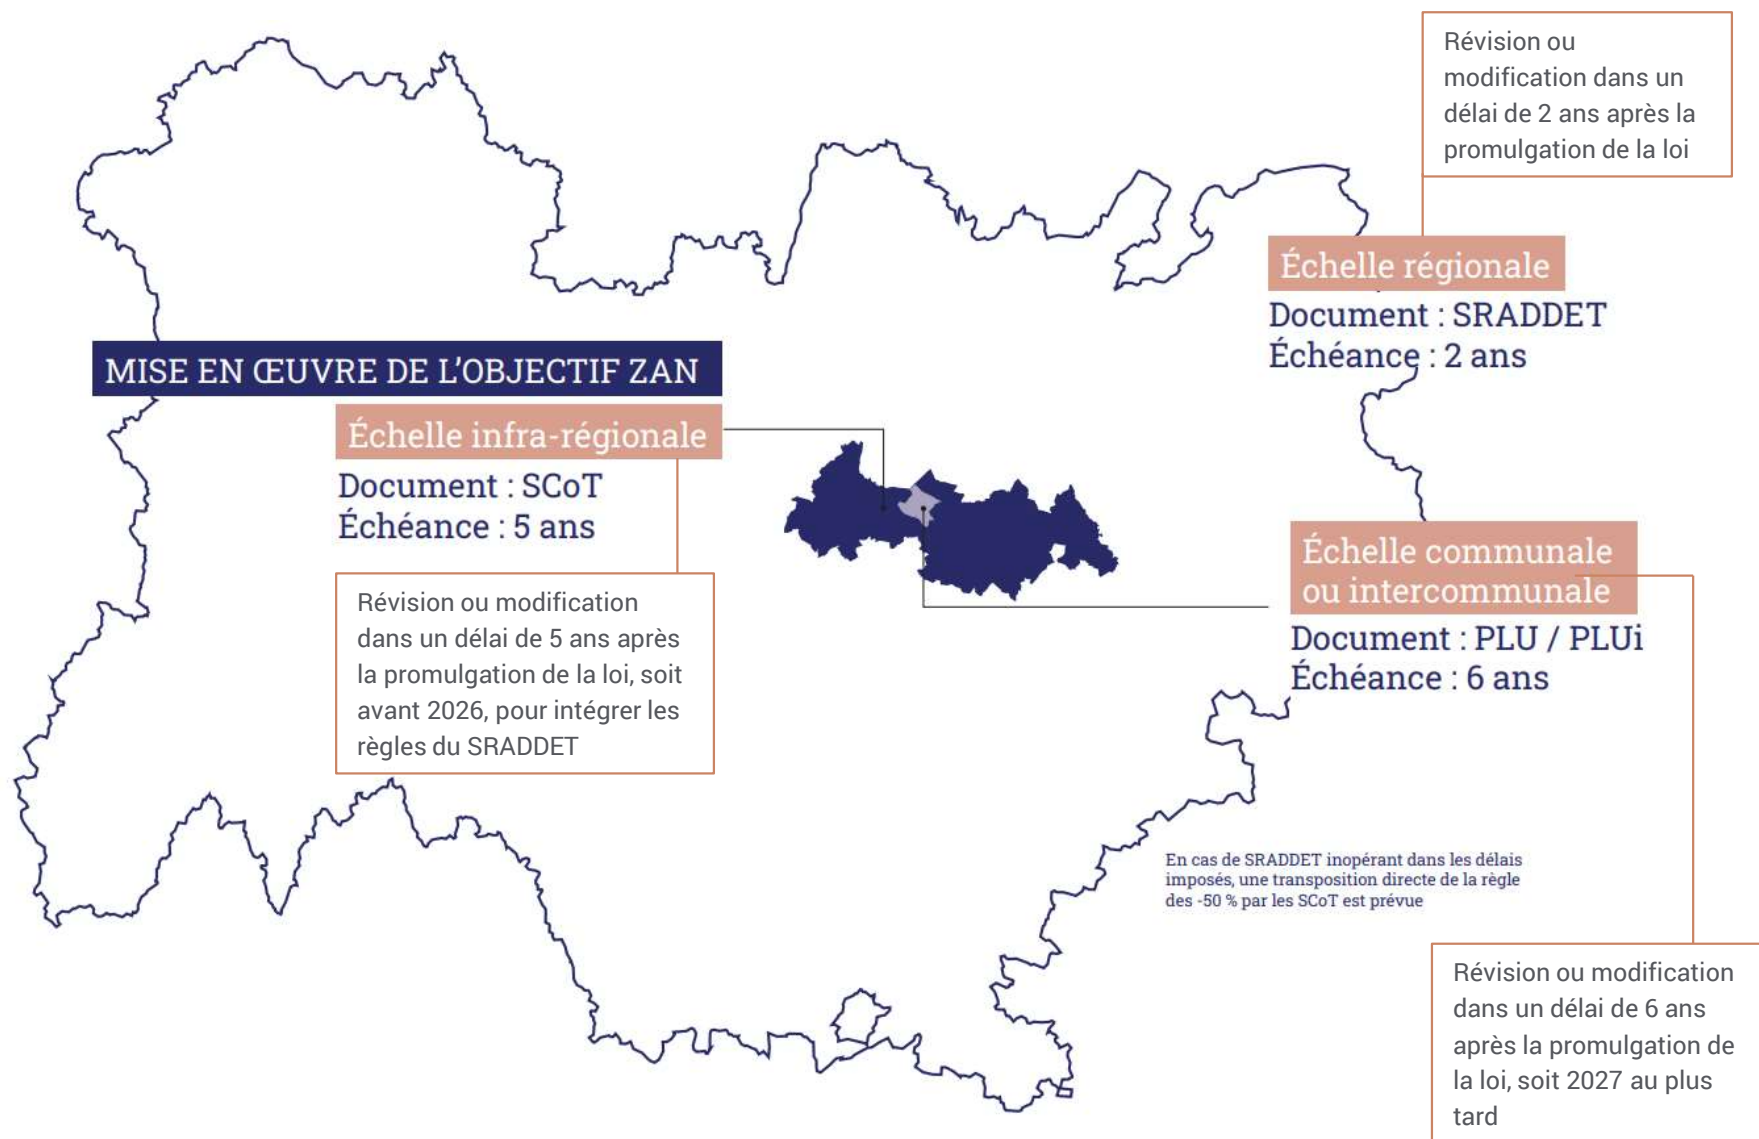 Révision ou
modification dans un
délai de 2 ans après la
promulgation de la loi
Échelle régionale
Document : SRADDET
Échéance : 2 ans
MISE EN ŒUVRE DE L'OBJECTIF ZAN
Échelle infra-régionale
Document : SCoT
Échéance : 5 ans
Révision ou modification
dans un délai de 5 ans après
la promulgation de la loi, soit
avant 2026, pour intégrer les
règles du SRADDET
Échelle communale
ou intercommunale
Document : PLU / PLUi
Échéance : 6 ans
En cas de SRADDET inopérant dans les délais
imposés, une transposition directe de la règle
des -50 % par les SCoT est prévue
Révision ou modification
dans un délai de 6 ans
après la promulgation de
la loi, soit 2027 au plus
tard